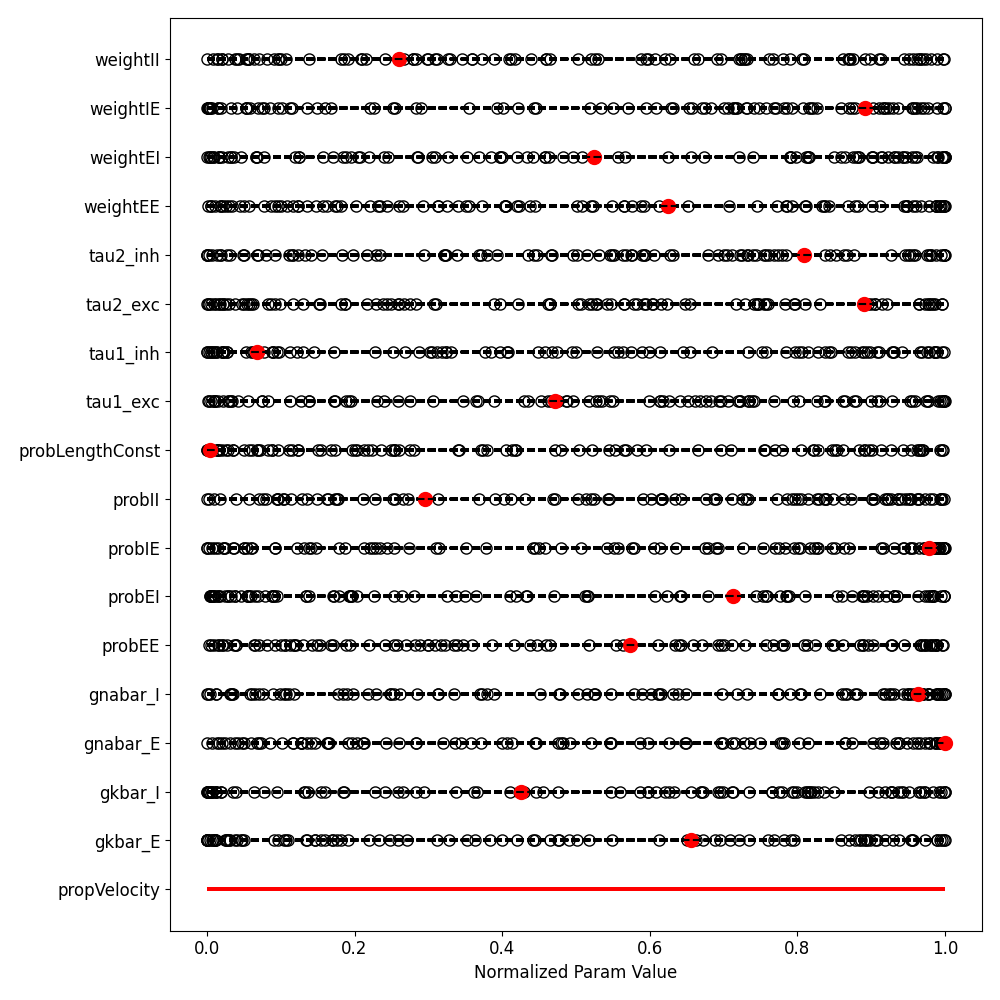 weightII
weightIE
weightEI
weightEE
tau2_inh
tau2_exc
tau1_inh
tau1_exc
probLengthConst
probII
probIE
probEI
probEE
gnabar_I
gnabar_E
gkbar_I
gkbar_E
propVelocity
0.0 0.2 0.4 0.6 0.8 1.0
Normalized Param Value